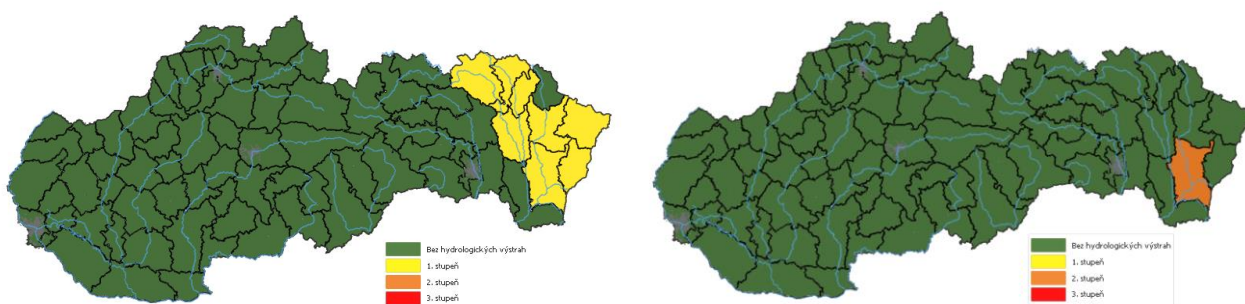 Bez hydrologických výstrah
1. stupeň
2. stupeň
3. stupeň
Bez hydrologických výstrah
1. stupeň
2. stupeň
3. stupeň